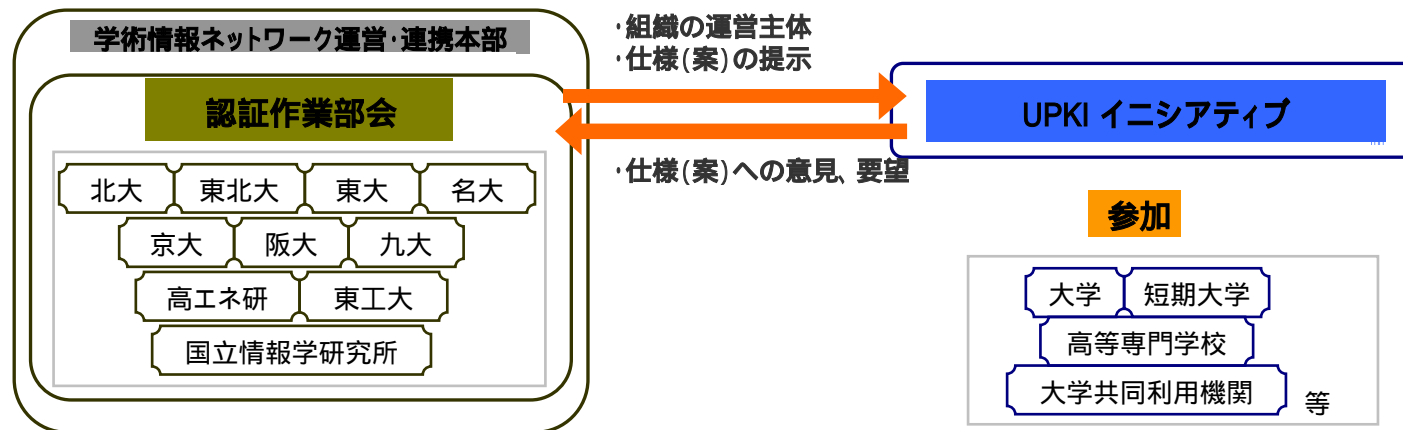 学術情報ネットワーク運営・連携本部
認証作業部会
北大 東北大 東大 名大
京大 阪大 九大
高エネ研 東工大
国立情報学研究所
・組織の運営主体
・仕様(案)の提示
・仕様(案)への意見、要望
UPKI イニシアティブ
参加
大学 短期大学
高等専門学校
大学共同利用機関 等